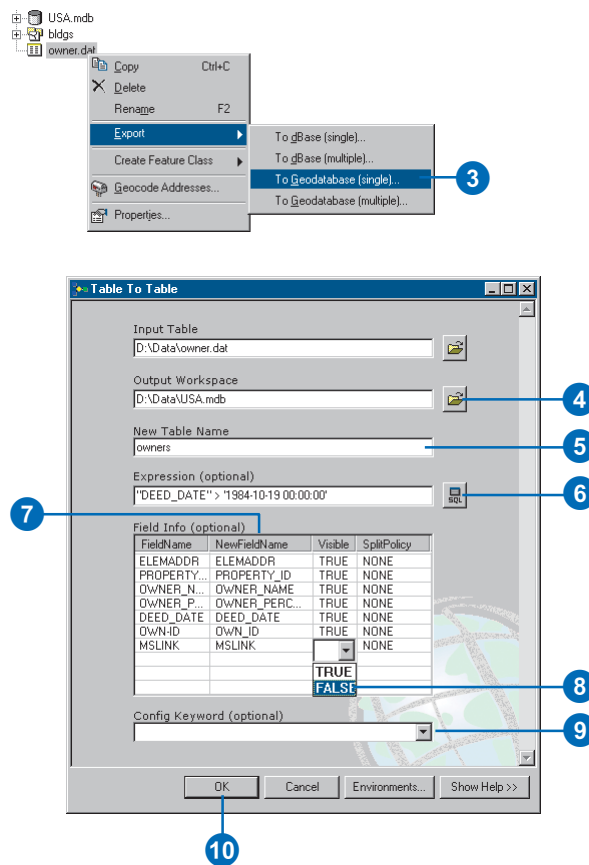 USA.mdb
bldgs
owner.dat
Copy Ctrl+C
Delete
Rename F2
Export
Create Feature Class
Geocode Addresses...
Properties...
To dBase (single)...
To dBase (multiple)...
To Geodatabase (single)...
To Geodatabase (multiple)...
3
Table To Table
Input Table
D:\Data\owner.dat
Output Workspace
D:\Data\USA.mdb
4
New Table Name
owners
5
Expression (optional)
"DEED_DATE" > '1984-10-19 00:00:00'
SQL
6
7
Field Info (optional)
FieldName NewFieldName Visible SplitPolicy
ELEMADDR ELEMADDR TRUE NONE
PROPERTY... PROPERTY_ID TRUE NONE
OWNER_N... OWNER_NAME TRUE NONE
OWNER_P... OWNER_PERC... TRUE NONE
DEED_DATE DEED_DATE TRUE NONE
OWN-ID OWN_ID TRUE NONE
MSLINK MSLINK NONE
TRUE
FALSE
8
Config Keyword (optional)
9
OK Cancel Environments... Show Help >>
10